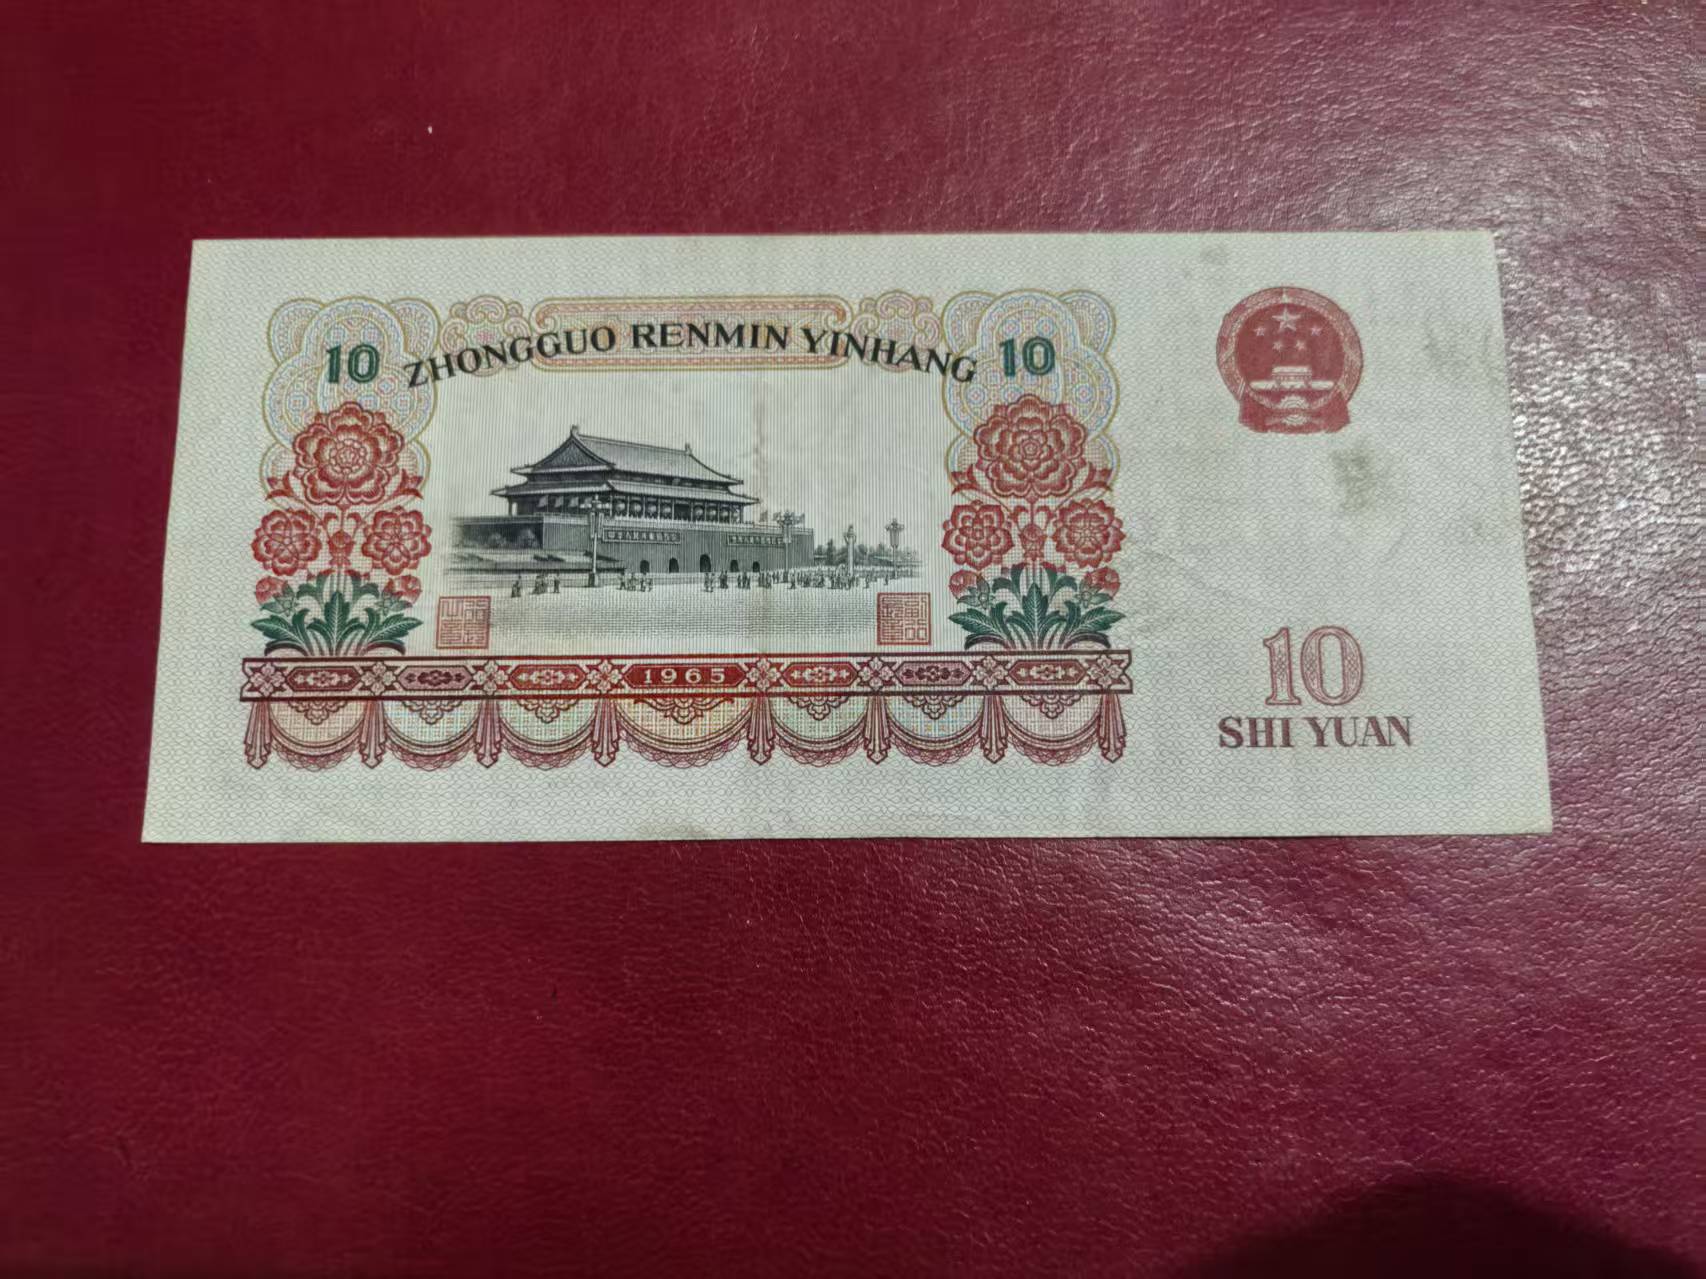 10 ZHONGGUO RENMIN YINHANG 10
1965
10
SHI YUAN